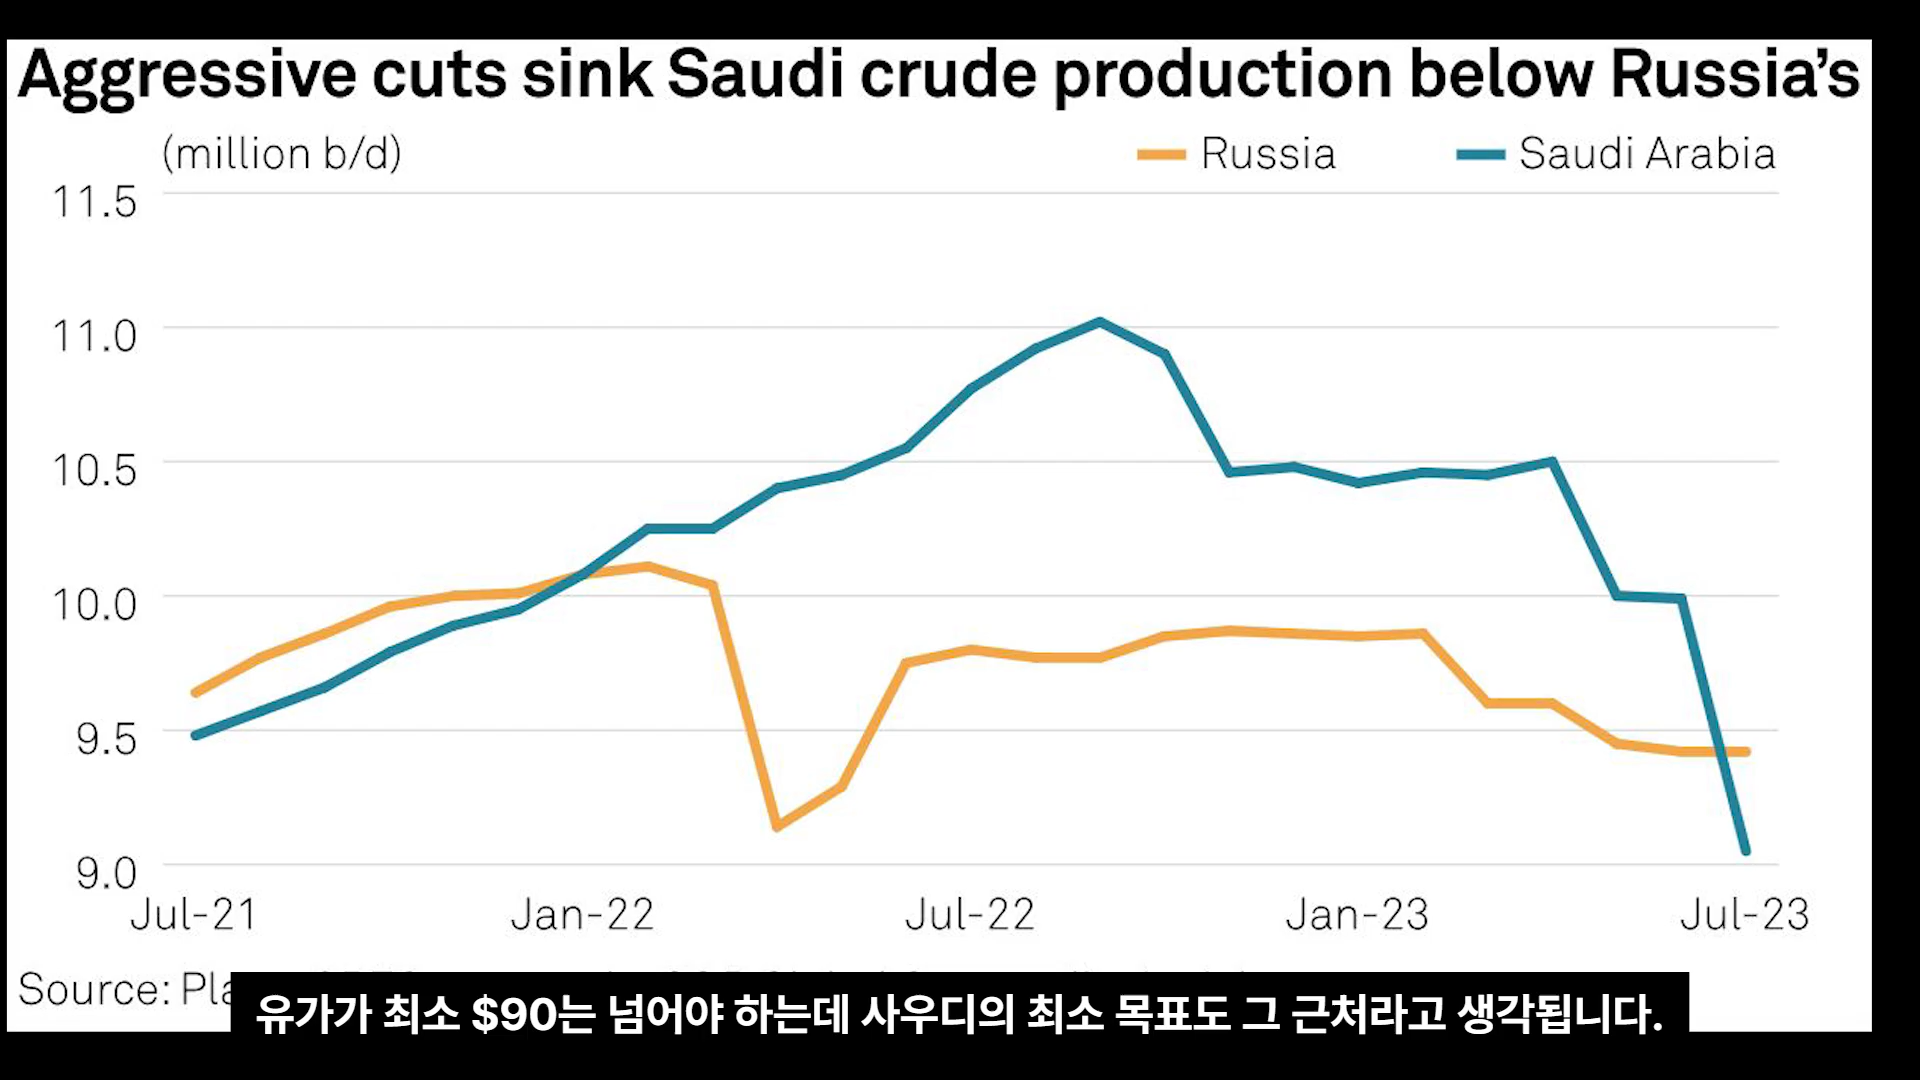 Aggressive cuts sink Saudi crude production below Russia's
(million b/d)
Russia
Saudi Arabia
11.5
11.0
10.5
10.0
9.5
9.0
Jul-21 Jan-22 Jul-22 Jan-23 Jul-23
Source:
유가가 최소 $90는 넘어야 하는데 사우디의 최소 목표도 그 근처라고 생각됩니다.